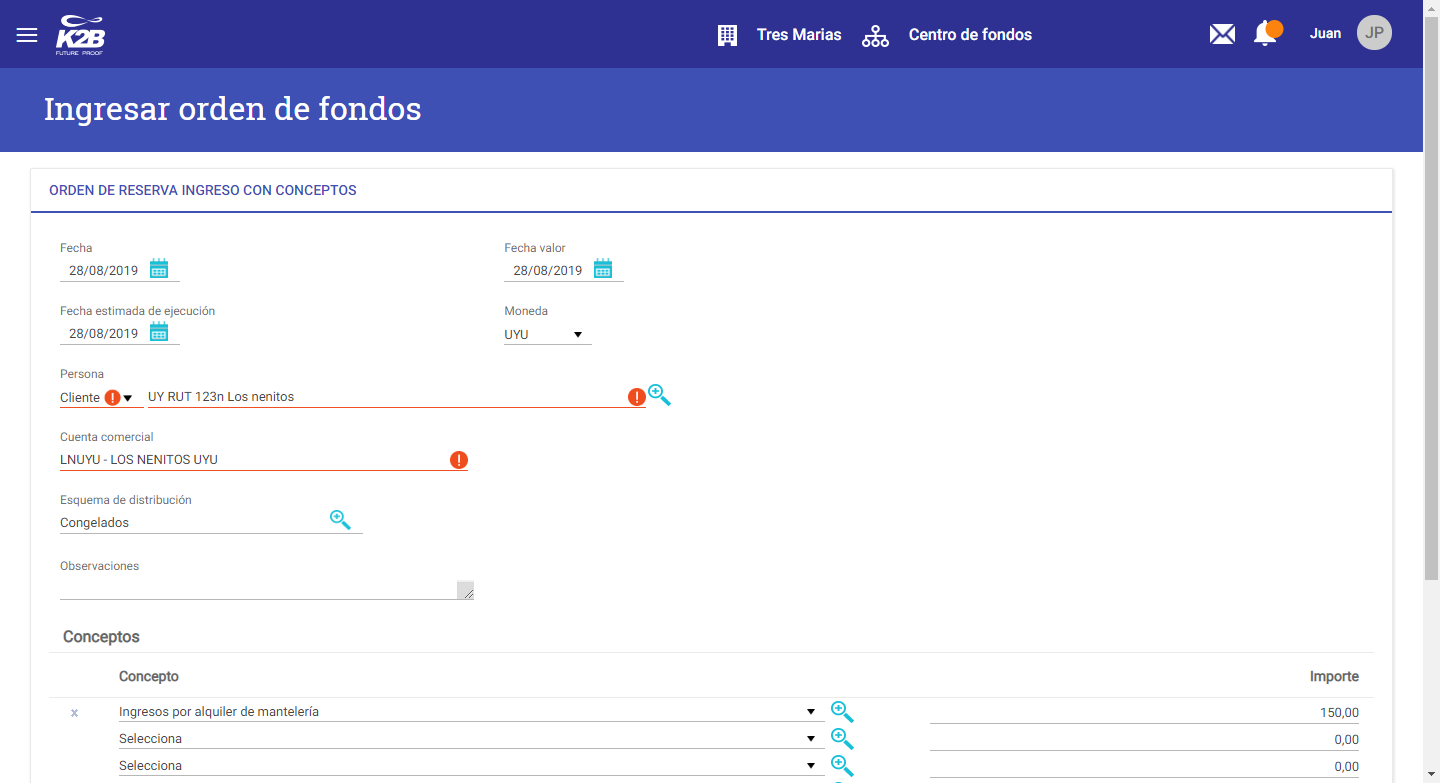 K2B
FUTURE PROOF
Tres Marias
Centro de fondos
Juan
JP
Ingresar orden de fondos
ORDEN DE RESERVA INGRESO CON CONCEPTOS
Fecha
28/08/2019
Fecha valor
28/08/2019
Fecha estimada de ejecución
28/08/2019
Moneda
UYU
Persona
Cliente
UY RUT 123n Los nenitos
Cuenta comercial
LNUYU - LOS NENITOS UYU
Esquema de distribución
Congelados
Observaciones
Conceptos
Concepto Importe
x Ingresos por alquiler de mantelería 150,00
Selecciona 0,00
Selecciona 0,00